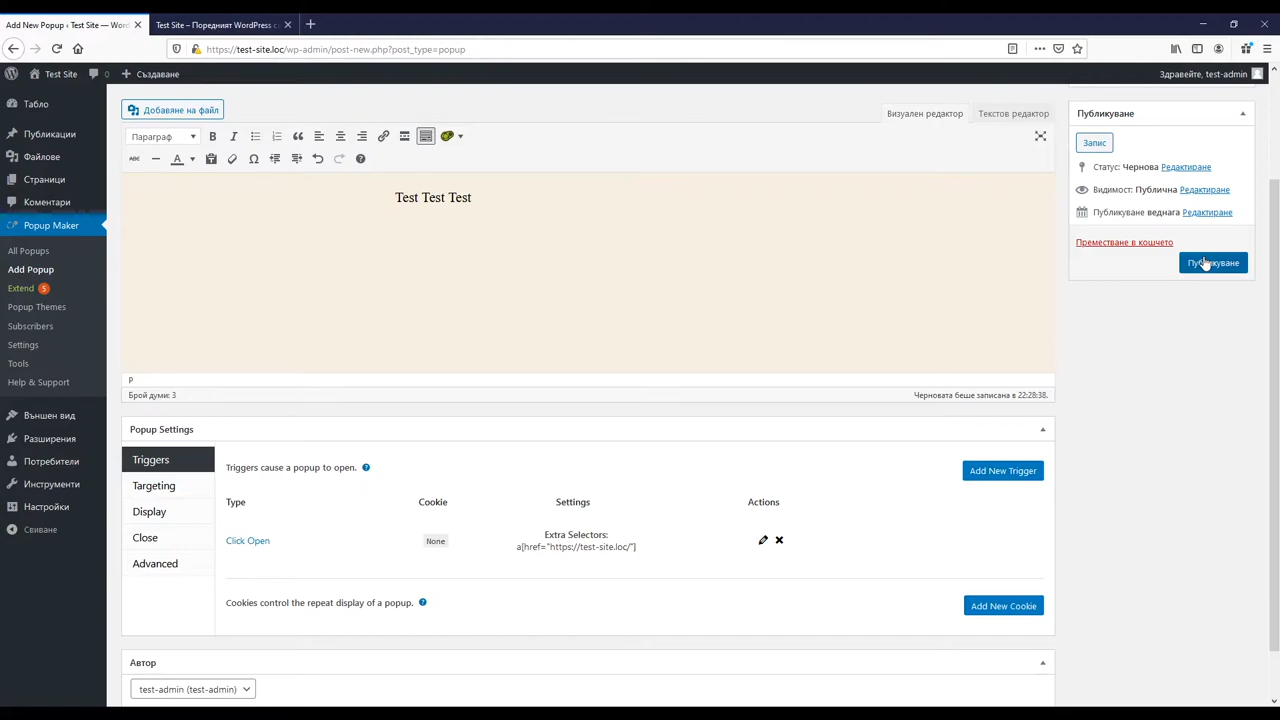 Add New Popup ‹ Test Site — Word
Test Site – Поредният WordPress с
https://test-site.loc/wp-admin/post-new.php?post_type=popup
Test Site
0
Създаване
Здравейте, test-admin
Табло
Публикации
Файлове
Страници
Коментари
Popup Maker
All Popups
Add Popup
Extend 5
Popup Themes
Subscribers
Settings
Tools
Help & Support
Външен вид
Разширения
Потребители
Инструменти
Настройки
Свиване
Добавяне на файл
Визуален редактор
Текстов редактор
Параграф
Test Test Test
P
Брой думи: 3
Черновата беше записана в 22:28:38.
Popup Settings
Triggers
Targeting
Display
Close
Advanced
Triggers cause a popup to open.
Add New Trigger
Type Cookie Settings Actions
Click Open
None
Extra Selectors:
a[href="https://test-site.loc/"]
Cookies control the repeat display of a popup.
Add New Cookie
Автор
test-admin (test-admin)
Публикуване
Запис
Статус: Чернова Редактиране
Видимост: Публична Редактиране
Публикуване веднага Редактиране
Преместване в кошчето
Публикуване